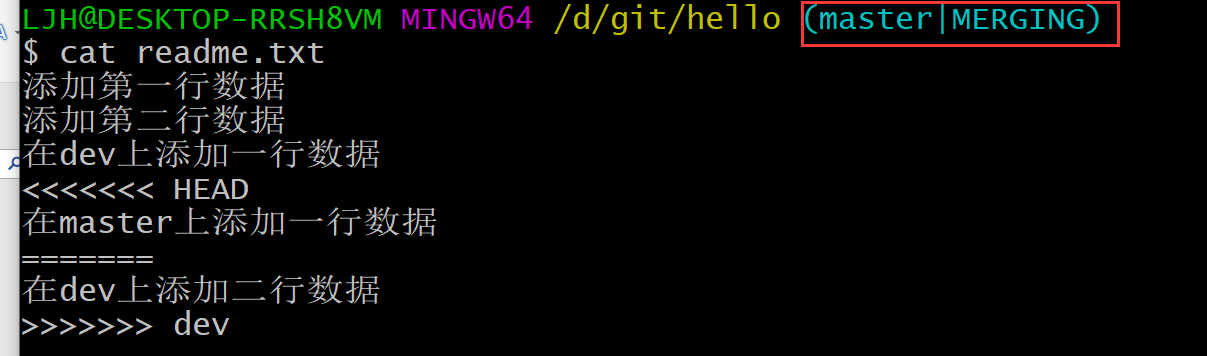 LJH@DESKTOP-RRSH8VM MINGW64 /d/git/hello (master|MERGING)
$ cat readme.txt
添加第一行数据
添加第二行数据
在dev上添加一行数据
<<<<<<< HEAD
在master上添加一行数据
=======
在dev上添加二行数据
>>>>>>> dev